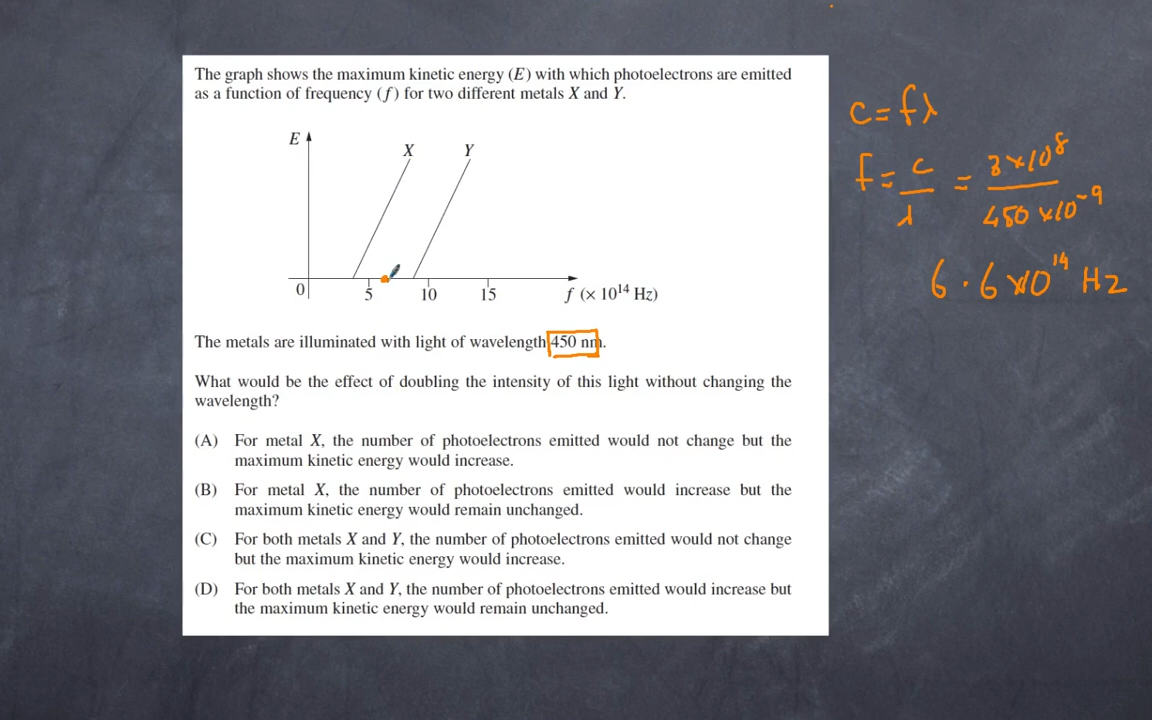 The graph shows the maximum kinetic energy (E) with which photoelectrons are emitted
as a function of frequency (f) for two different metals X and Y.
E
X
Y
0
5
10
15
f (× 10¹⁴ Hz)
The metals are illuminated with light of wavelength 450 nm.
What would be the effect of doubling the intensity of this light without changing the
wavelength?
(A) For metal X, the number of photoelectrons emitted would not change but the
maximum kinetic energy would increase.
(B) For metal X, the number of photoelectrons emitted would increase but the
maximum kinetic energy would remain unchanged.
(C) For both metals X and Y, the number of photoelectrons emitted would not change
but the maximum kinetic energy would increase.
(D) For both metals X and Y, the number of photoelectrons emitted would increase but
the maximum kinetic energy would remain unchanged.
c = fλ
f = c/λ = 3×10⁸/450×10⁻⁹
6.6×10¹⁴ Hz